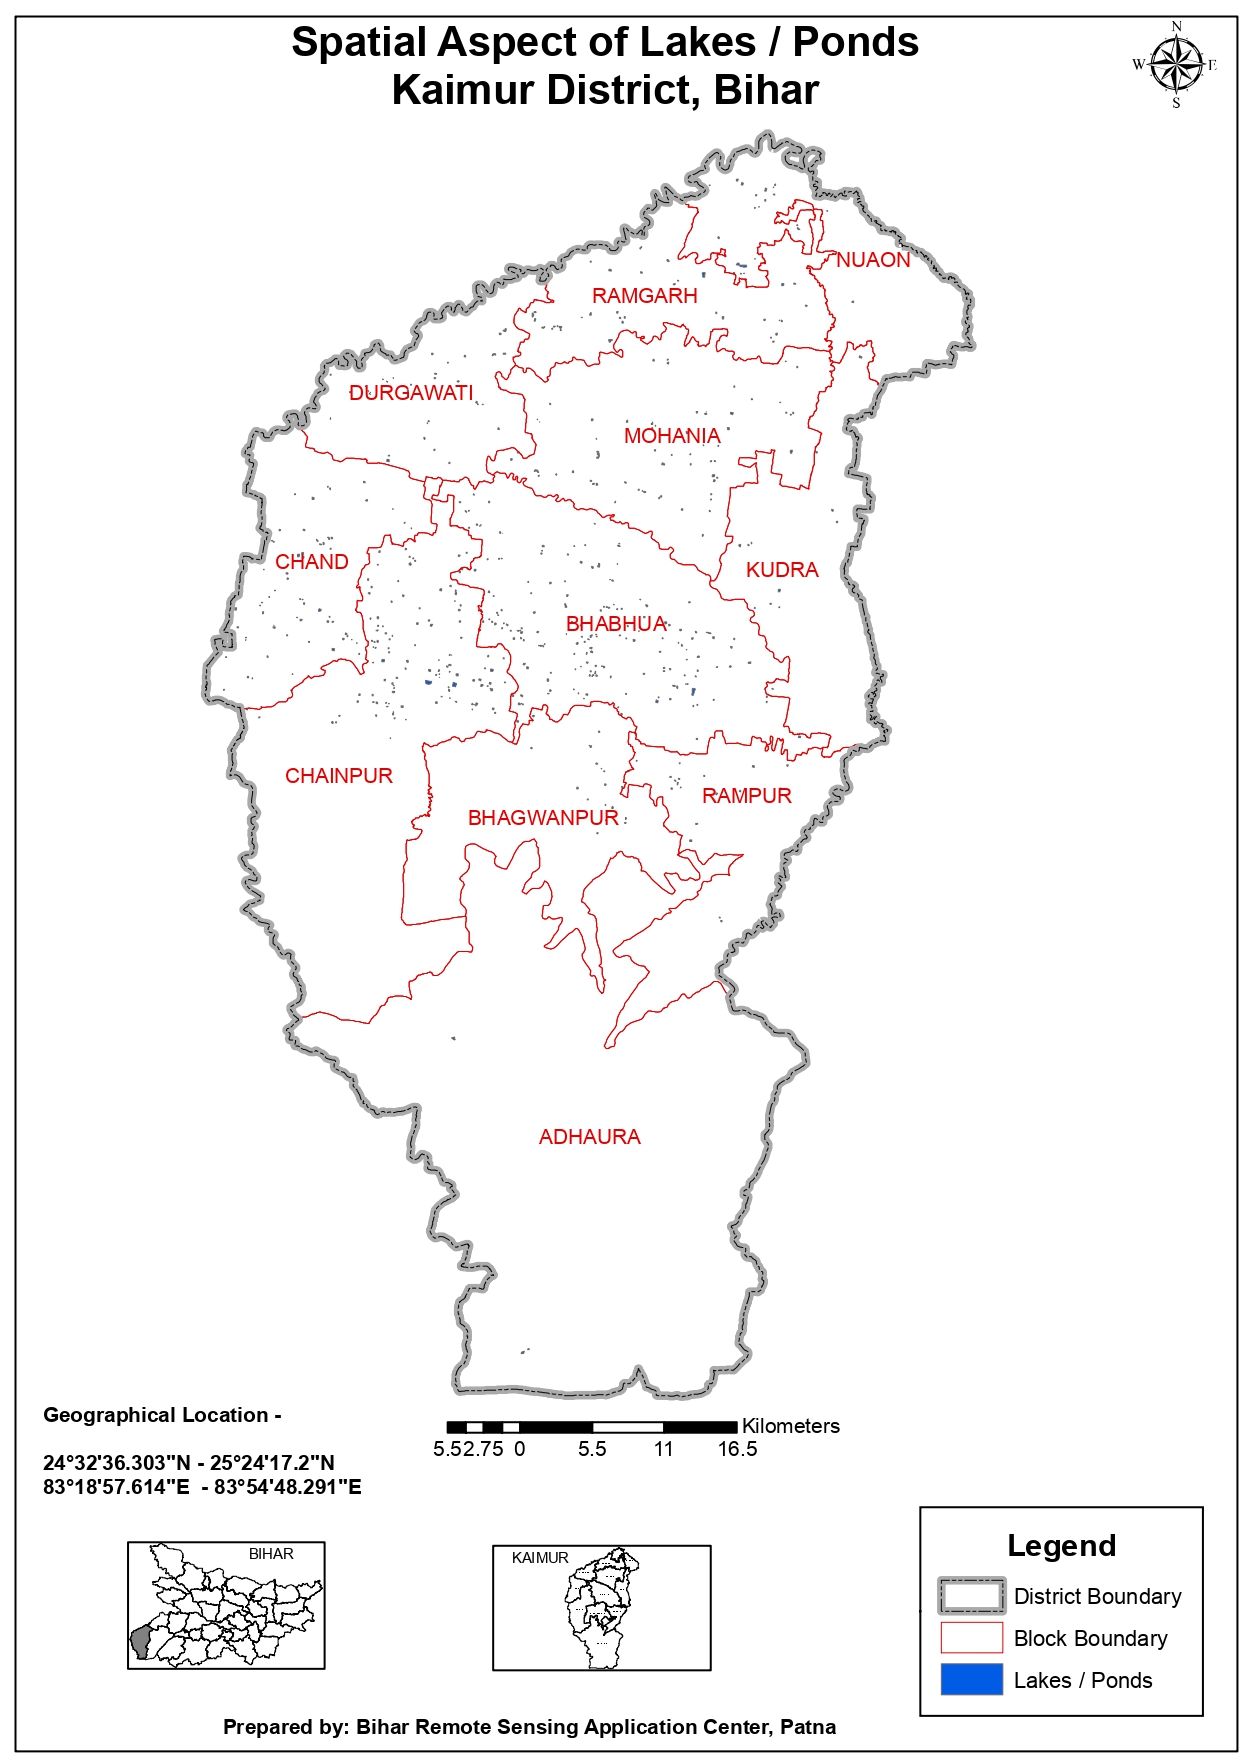 Spatial Aspect of Lakes / Ponds
Kaimur District, Bihar
N
W E
S
NUAON
RAMGARH
DURGAWATI
MOHANIA
CHAND
KUDRA
BHABHUA
CHAINPUR
RAMPUR
BHAGWANPUR
ADHAURA
Geographical Location -
24°32'36.303"N - 25°24'17.2"N
83°18'57.614"E - 83°54'48.291"E
Kilometers
5.52.75 0 5.5 11 16.5
BIHAR
KAIMUR
Legend
District Boundary
Block Boundary
Lakes / Ponds
Prepared by: Bihar Remote Sensing Application Center, Patna